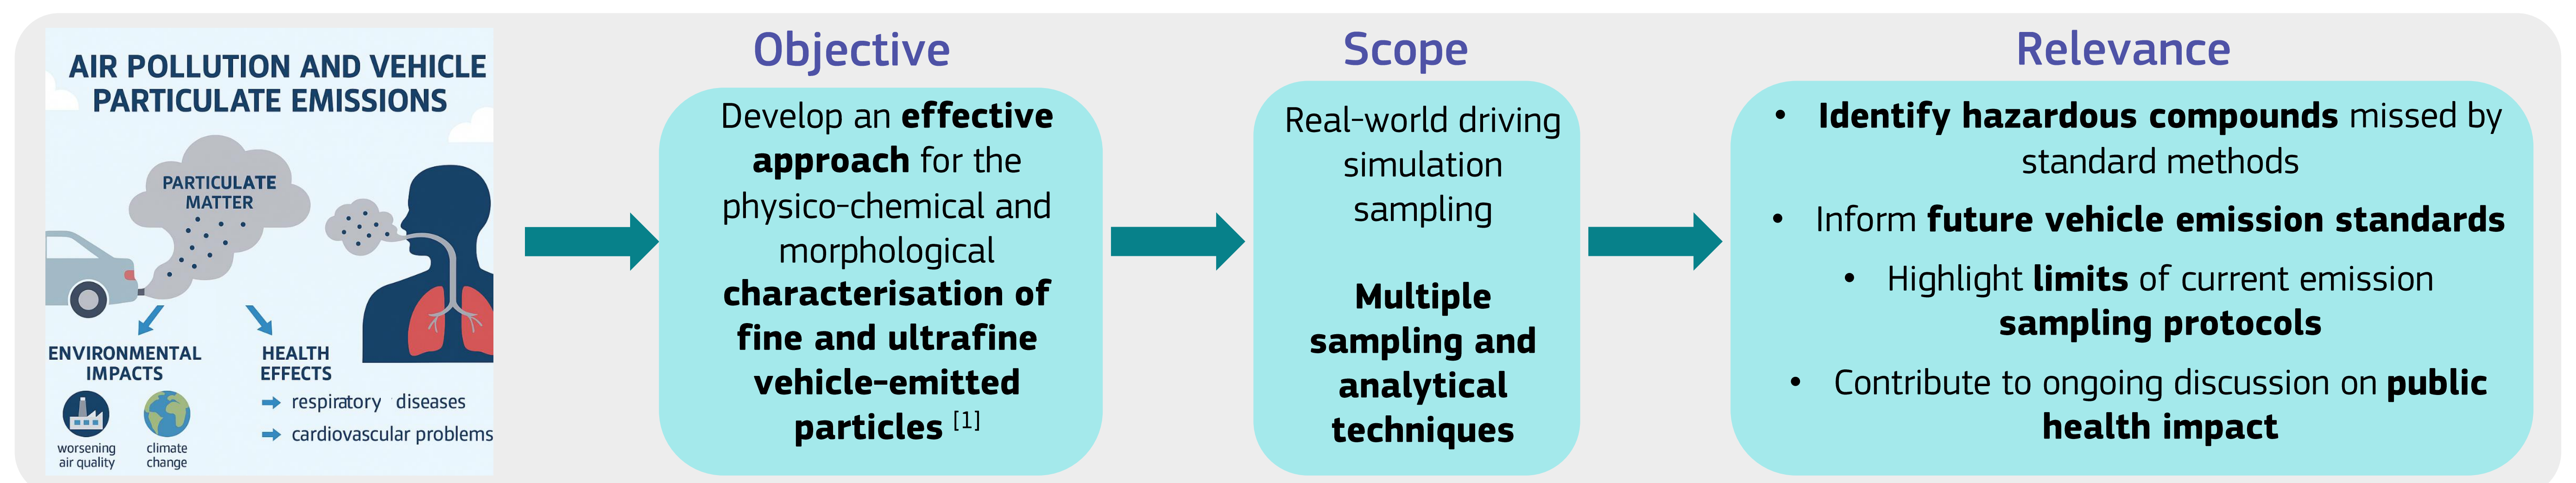 AIR POLLUTION AND VEHICLE
PARTICULATE EMISSIONS
PARTICULATE
MATTER
ENVIRONMENTAL
IMPACTS
worsening
air quality
climate
change
HEALTH
EFFECTS
respiratory diseases
cardiovascular problems
Objective
Develop an effective
approach for the
physico-chemical and
morphological
characterisation of
fine and ultrafine
vehicle-emitted
particles [1]
Scope
Real-world driving
simulation
sampling
Multiple
sampling and
analytical
techniques
Relevance
• Identify hazardous compounds missed by
standard methods
• Inform future vehicle emission standards
• Highlight limits of current emission
sampling protocols
• Contribute to ongoing discussion on public
health impact